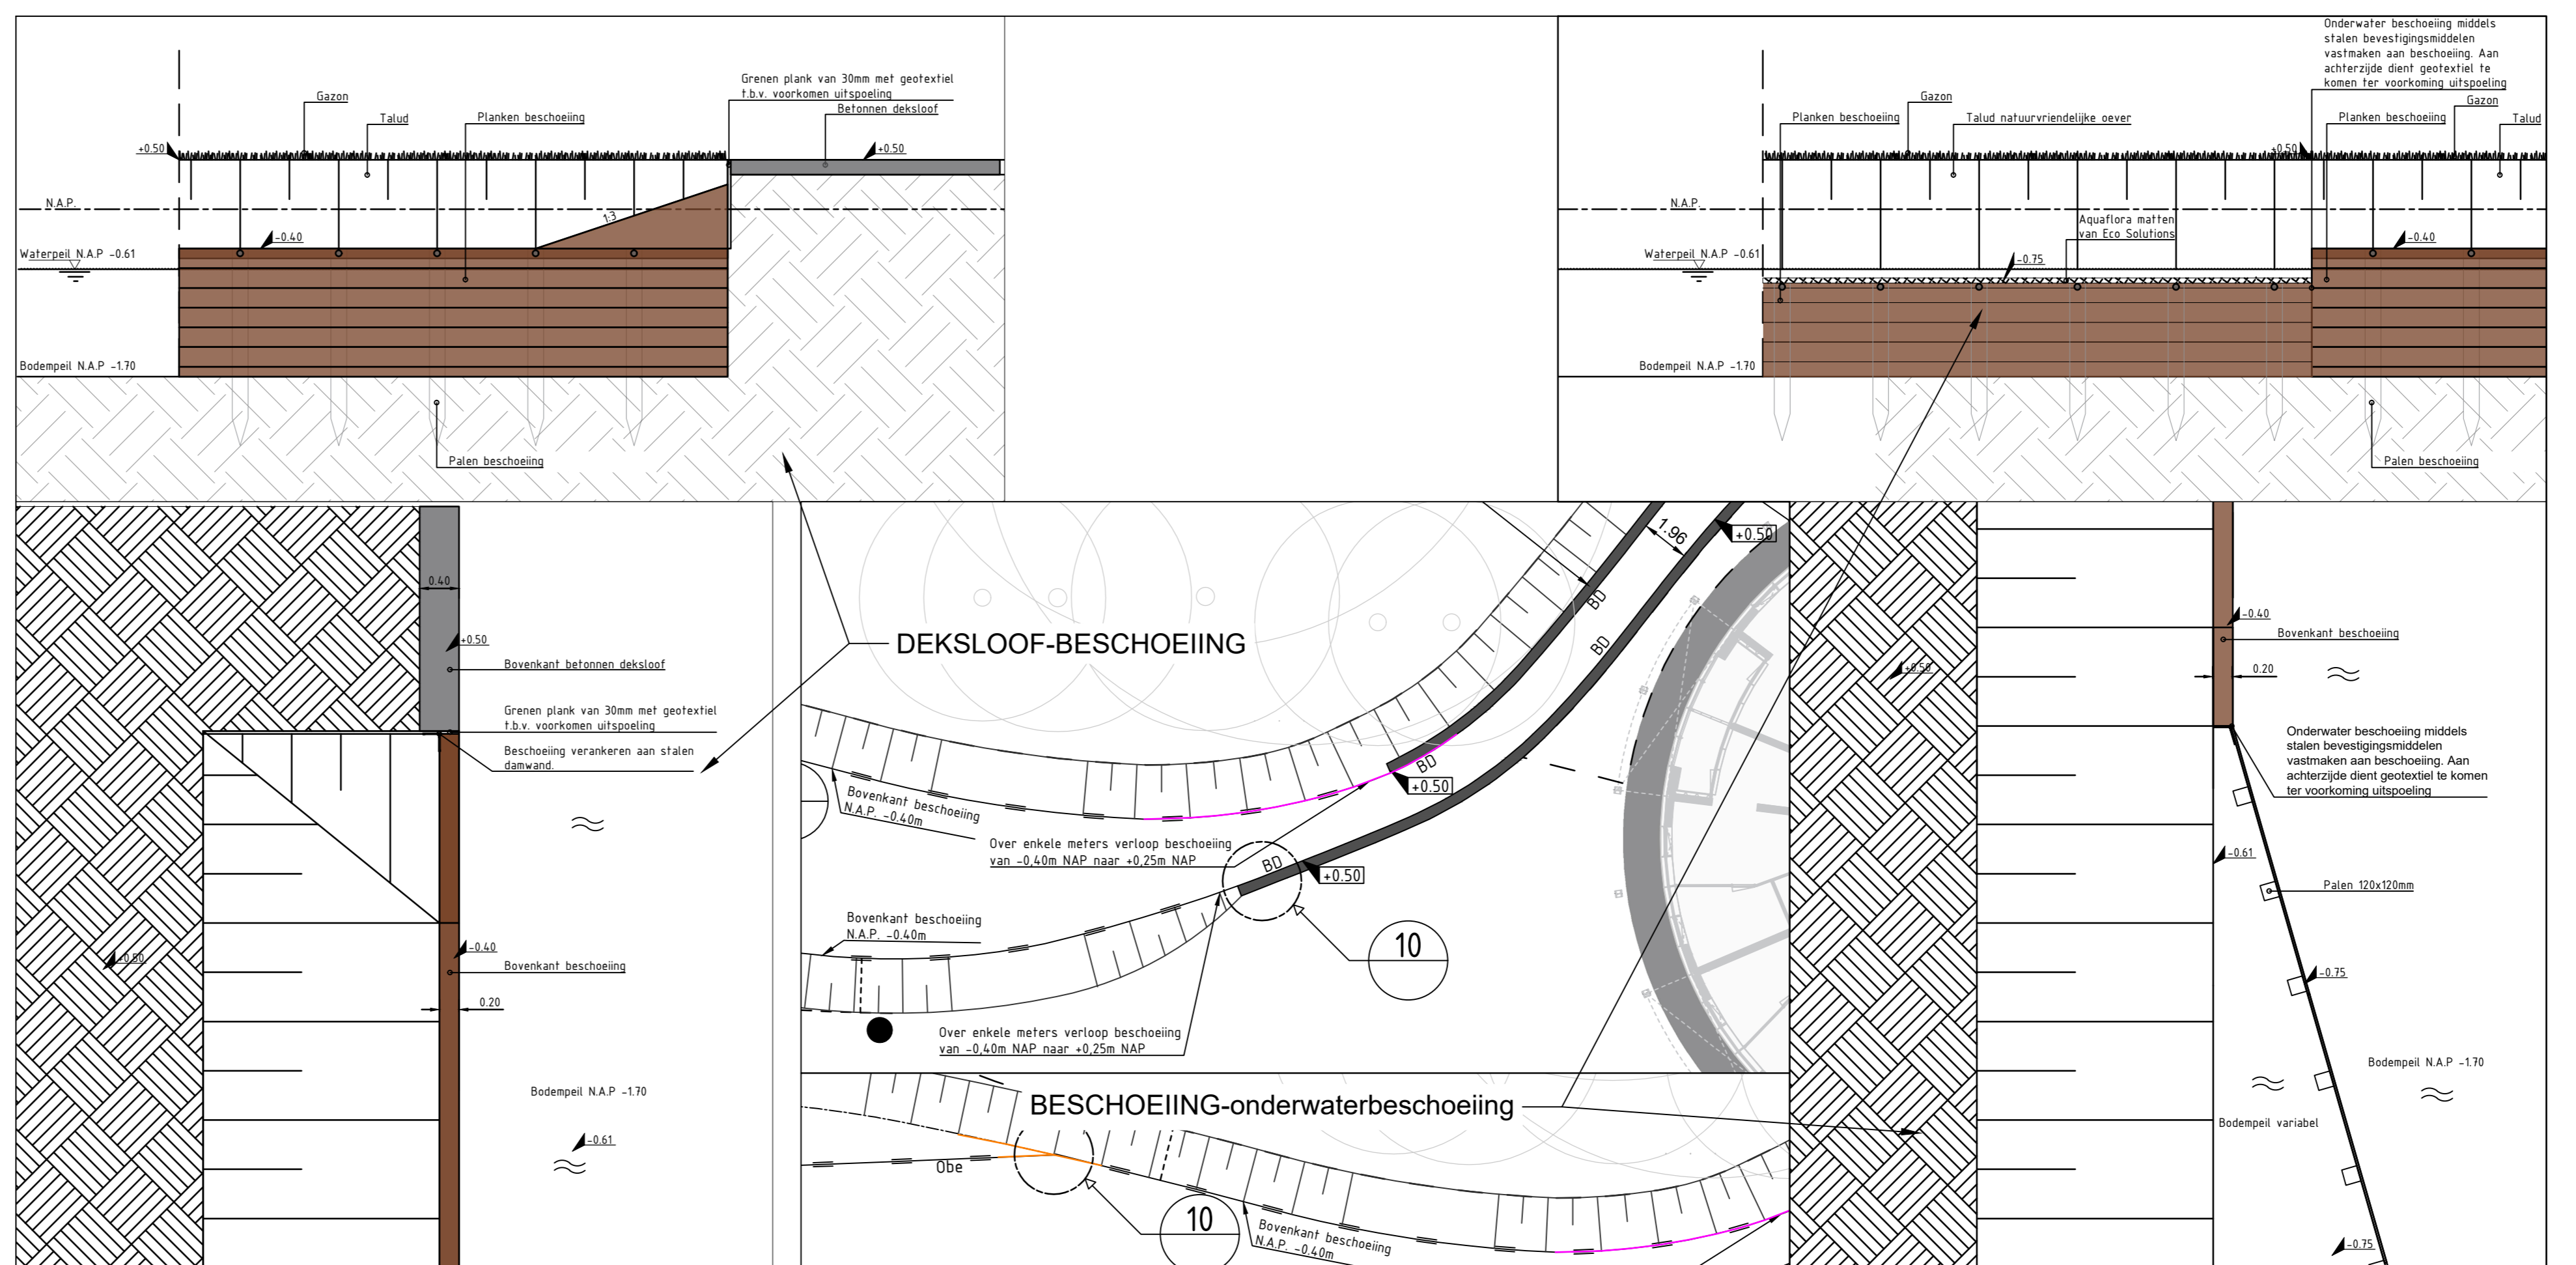 Grenen plank van 30mm met geotextiel
t.b.v. voorkomen uitspoeling
Gazon
Talud
Planken beschoeiing
Betonnen deksloof
+0.50
+0.50
N.A.P.
1:3
-0.40
Waterpeil N.A.P -0.61
Bodempeil N.A.P -1.70
Palen beschoeiing
Onderwater beschoeiing middels
stalen bevestigingsmiddelen
vastmaken aan beschoeiing. Aan
achterzijde dient geotextiel te
komen ter voorkoming uitspoeling
Gazon
Gazon
Planken beschoeiing
Talud natuurvriendelijke oever
Planken beschoeiing
Talud
+0.50
N.A.P.
Aquaflora matten
van Eco Solutions
-0.40
Waterpeil N.A.P -0.61
-0.75
Bodempeil N.A.P -1.70
Palen beschoeiing
0.40
+0.50
Bovenkant betonnen deksloof
Grenen plank van 30mm met geotextiel
t.b.v. voorkomen uitspoeling
Beschoeiing verankeren aan stalen
damwand.
-0.40
+0.50
Bovenkant beschoeiing
0.20
Bodempeil N.A.P -1.70
-0.61
DEKSLOOF-BESCHOEIING
1.96
+0.50
BD
BD
BD
+0.50
Bovenkant beschoeiing
N.A.P. -0.40m
Over enkele meters verloop beschoeiing
van -0,40m NAP naar +0,25m NAP
BD
+0.50
Bovenkant beschoeiing
N.A.P. -0.40m
10
Over enkele meters verloop beschoeiing
van -0,40m NAP naar +0,25m NAP
BESCHOEIING-onderwaterbeschoeiing
Obe
10
Bovenkant beschoeiing
N.A.P. -0.40m
-0.40
Bovenkant beschoeiing
+0.50
0.20
Onderwater beschoeiing middels
stalen bevestigingsmiddelen
vastmaken aan beschoeiing. Aan
achterzijde dient geotextiel te komen
ter voorkoming uitspoeling
-0.61
Palen 120x120mm
-0.75
Bodempeil N.A.P -1.70
Bodempeil variabel
-0.75